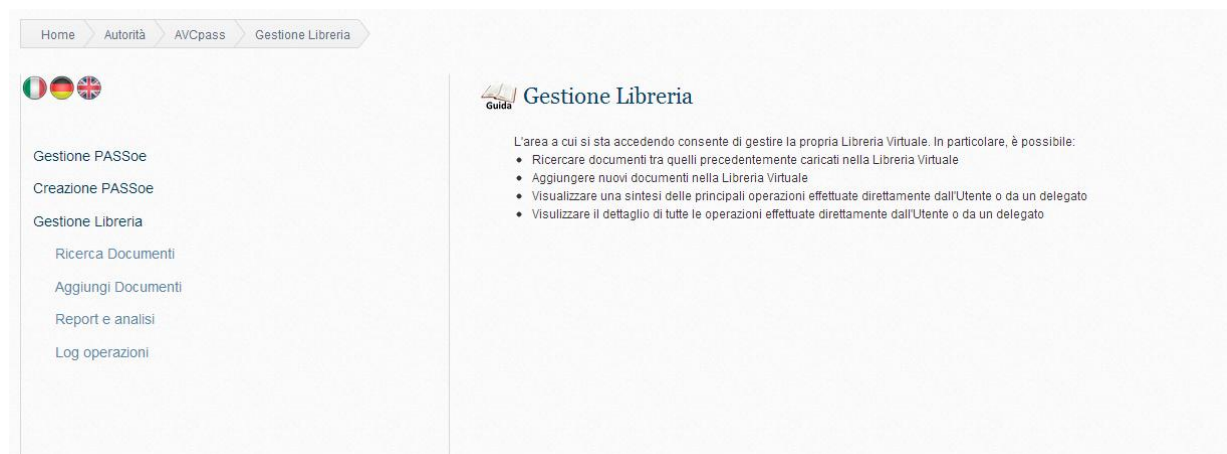 Home Autorità AVCpass Gestione Libreria
Gestione PASSoe
Creazione PASSoe
Gestione Libreria
Ricerca Documenti
Aggiungi Documenti
Report e analisi
Log operazioni
Guida Gestione Libreria
L'area a cui si sta accedendo consente di gestire la propria Libreria Virtuale. In particolare, è possibile:
• Ricercare documenti tra quelli precedentemente caricati nella Libreria Virtuale
• Aggiungere nuovi documenti nella Libreria Virtuale
• Visualizzare una sintesi delle principali operazioni effettuate direttamente dall'Utente o da un delegato
• Visulizzare il dettaglio di tutte le operazioni effettuate direttamente dall'Utente o da un delegato